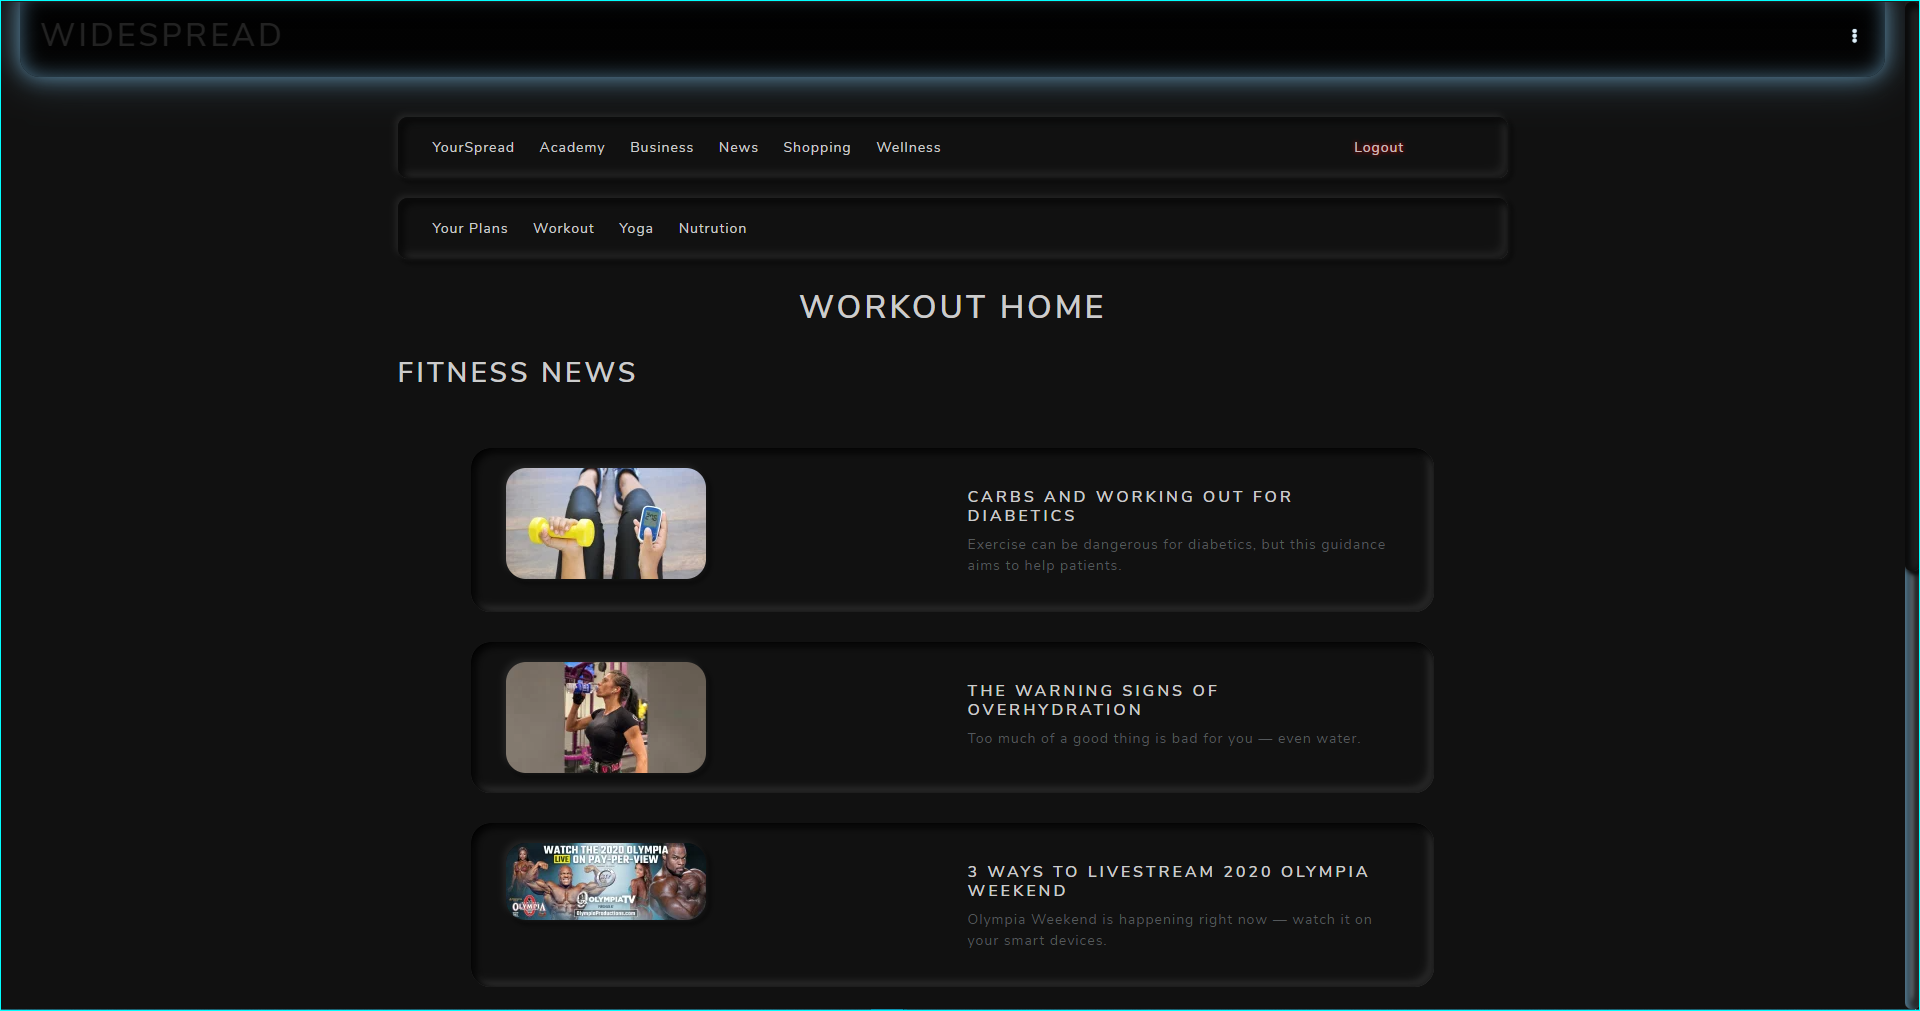 WIDESPREAD
YourSpread Academy Business News Shopping Wellness Logout
Your Plans Workout Yoga Nutrution
WORKOUT HOME
FITNESS NEWS
CARBS AND WORKING OUT FOR
DIABETICS
Exercise can be dangerous for diabetics, but this guidance
aims to help patients.
THE WARNING SIGNS OF
OVERHYDRATION
Too much of a good thing is bad for you — even water.
WATCH THE 2020 OLYMPIA
LIVE ON PAY-PER-VIEW
OLYMPIA
OLYMPIATV
OlympiaProductions.com
3 WAYS TO LIVESTREAM 2020 OLYMPIA
WEEKEND
Olympia Weekend is happening right now — watch it on
your smart devices.